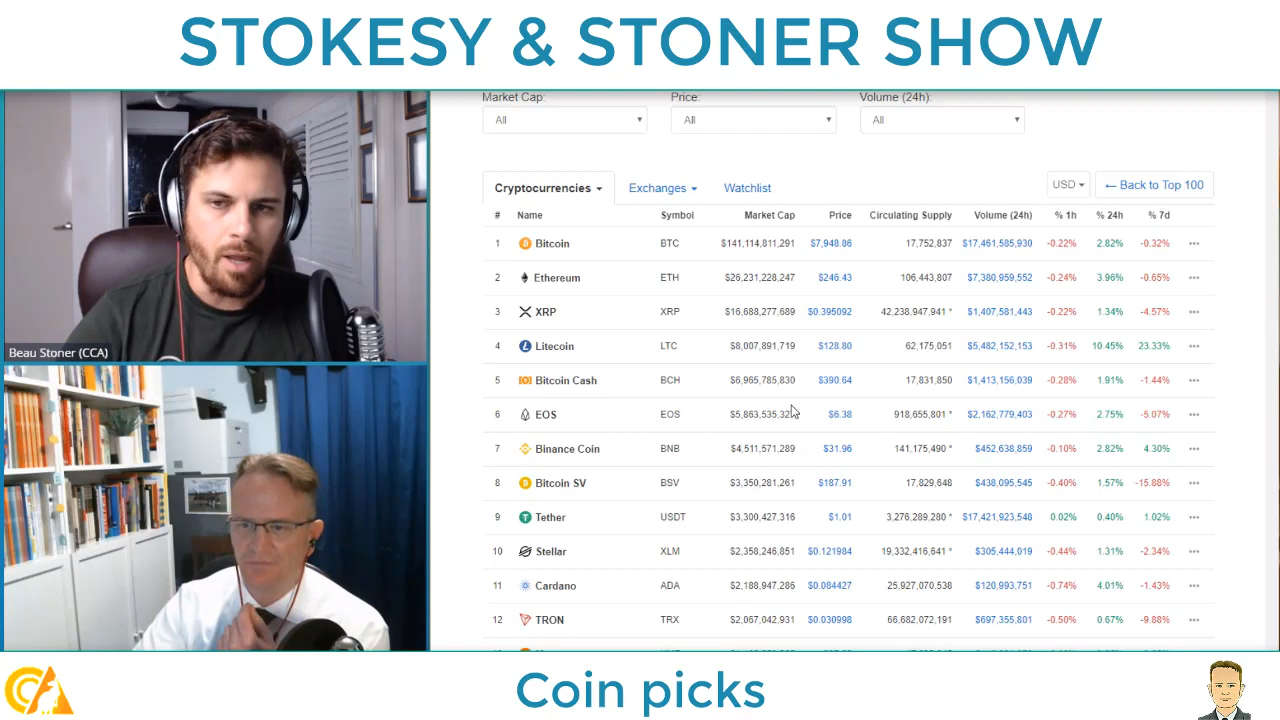 STOKESY & STONER SHOW
Market Cap: Price: Volume (24h):
All All All
Cryptocurrencies Exchanges Watchlist USD ← Back to Top 100
# Name Symbol Market Cap Price Circulating Supply Volume (24h) % 1h % 24h % 7d
1 Bitcoin BTC $141,114,811,291 $7,948.86 17,752,837 $17,461,585,930 -0.22% 2.82% -0.32%
2 Ethereum ETH $26,231,228,247 $246.43 106,443,807 $7,380,959,552 -0.24% 3.96% -0.65%
3 XRP XRP $16,688,277,689 $0.395092 42,238,947,941 * $1,407,581,443 -0.22% 1.34% -4.57%
4 Litecoin LTC $8,007,891,719 $128.80 62,175,051 $5,482,152,153 -0.31% 10.45% 23.33%
5 Bitcoin Cash BCH $6,965,785,830 $390.64 17,831,850 $1,413,156,039 -0.28% 1.91% -1.44%
6 EOS EOS $6.38 918,655,801 * $2,162,779,403 -0.27% 2.75% -5.07%
7 Binance Coin BNB $4,511,571,289 $31.96 141,175,490 * $452,638,859 -0.10% 2.82% 4.30%
8 Bitcoin SV BSV $3,350,281,261 $187.91 17,829,648 $438,095,545 -0.40% 1.57% -15.88%
9 Tether USDT $3,300,427,316 $1.01 3,276,289,280 * $17,421,923,548 0.02% 0.40% 1.02%
10 Stellar XLM $2,358,246,851 $0.121984 19,332,416,641 * $305,444,019 -0.44% 1.31% -2.34%
11 Cardano ADA $2,188,947,286 $0.084427 25,927,070,538 $120,993,751 -0.74% 4.01% -1.43%
12 TRON TRX $2,067,042,931 $0.030998 66,682,072,191 $697,355,801 -0.50% 0.67% -9.88%
Beau Stoner (CCA)
Coin picks